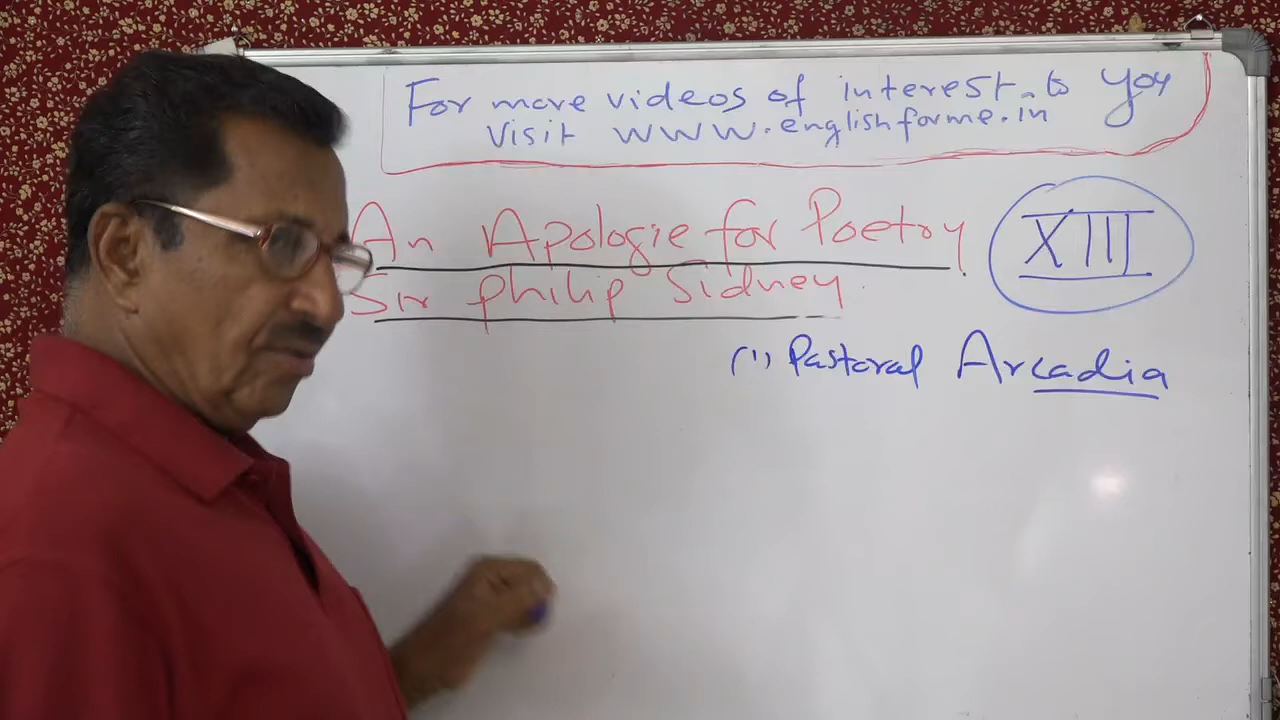 For more videos of interest to you
Visit www.englishforme.in
An Apologie for Poetry
XIII
Sir Philip Sidney
(1) Pastoral Arcadia